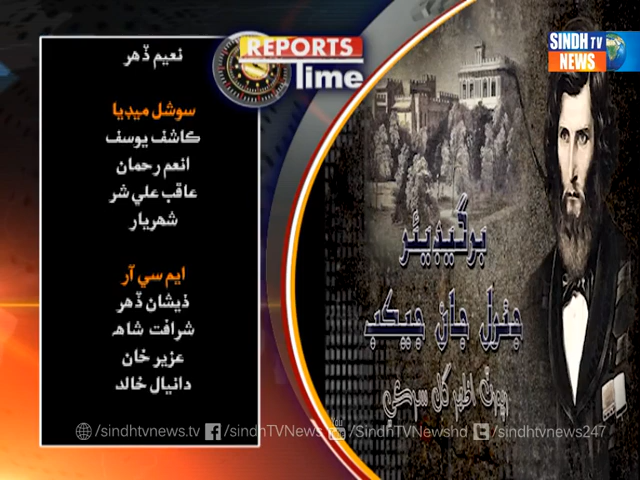 REPORTS
Time
SINDH TV
NEWS
نعيم ڏهر
سوشل ميڊيا
ڪاشف يوسف
انعم رحمان
عاقب علي شر
شهريار
ايم سي آر
ذيشان ڏهر
شرافت شاهه
عزير خان
دانيال خالد
برگيڊيئر
جنرل جان جيڪب
/sindhtvnews.tv /sindhTVNews /SindhTVNewshd /sindhtvnews247